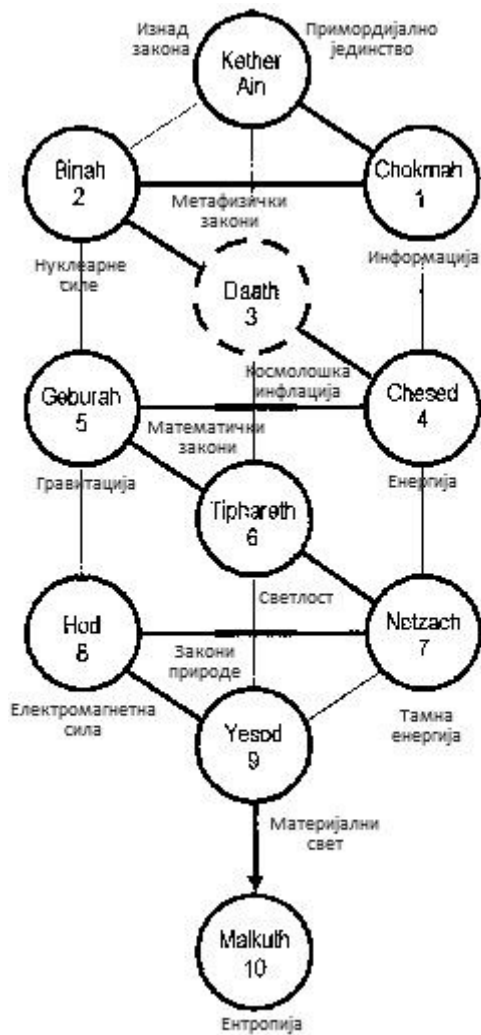 Изнад
закона
Примордијално
јединство
Kether
Ain
Binah
2
Chokmah
1
Метафизички
закони
Нуклеарне
силе
Информација
Daath
3
Космолошка
инфлација
Geburah
5
Chesed
4
Математички
закони
Гравитација
Енергија
Tiphareth
6
Светлост
Hod
8
Netzach
7
Закони
природе
Електромагнетна
сила
Тамна
енергија
Yesod
9
Материјални
свет
Malkuth
10
Ентропија